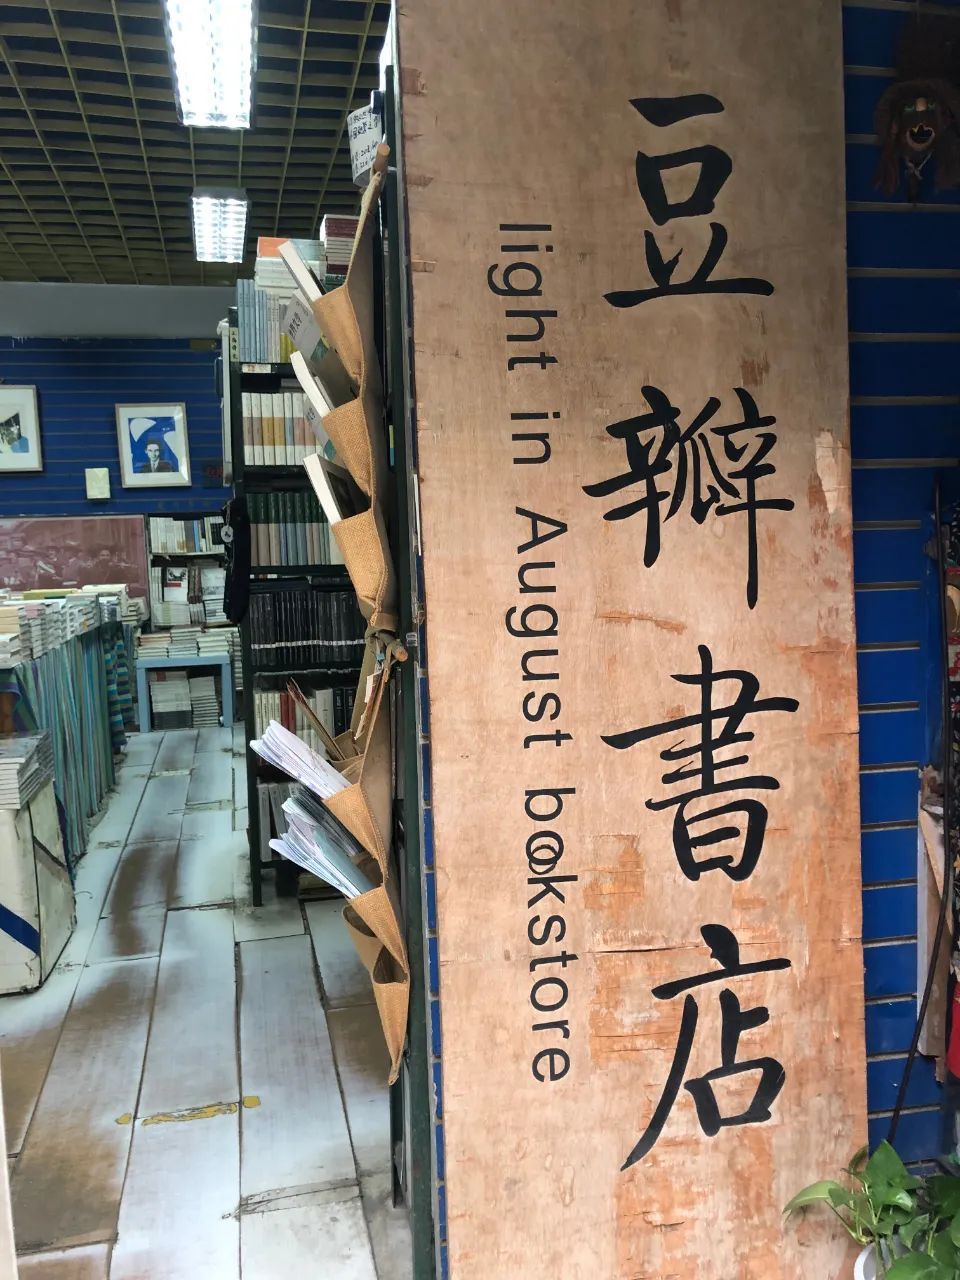 豆瓣書店
light in August bookstore